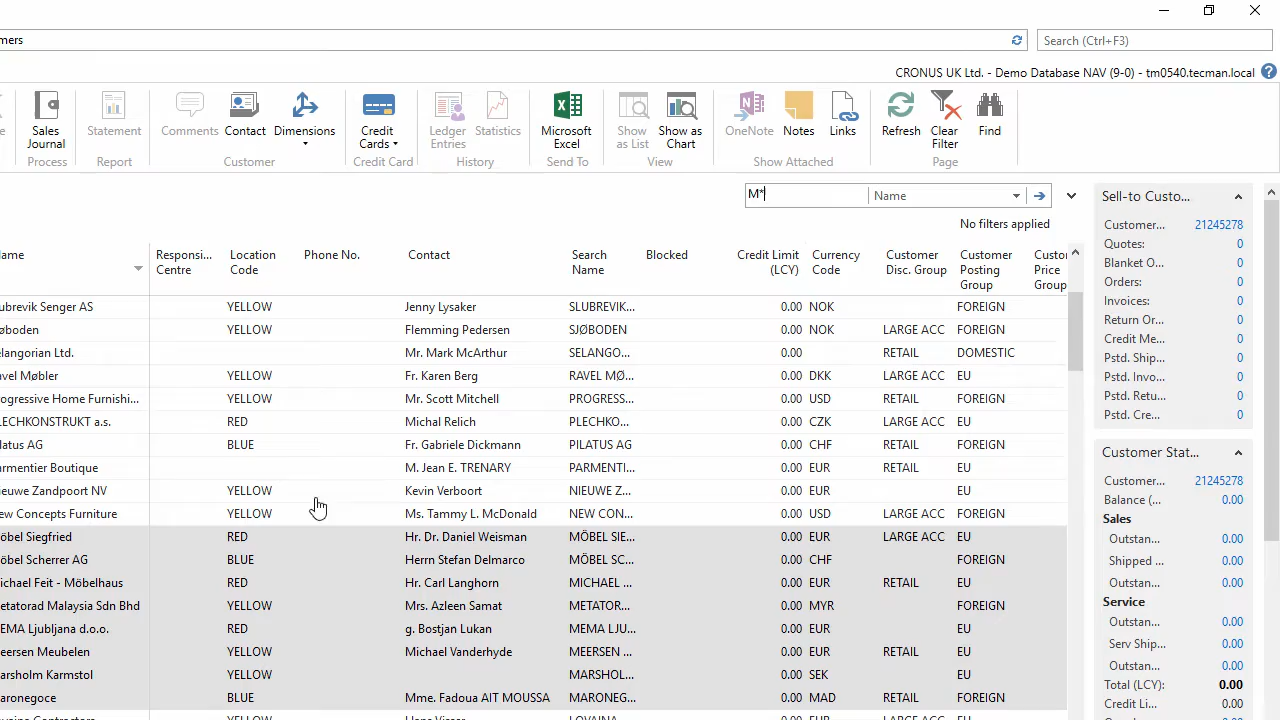 mers
Search (Ctrl+F3)
CRONUS UK Ltd. - Demo Database NAV (9-0) - tm0540.tecman.local
e Sales Journal Statement Comments Contact Dimensions Credit Cards Ledger Entries Statistics Microsoft Excel Show as List Show as Chart OneNote Notes Links Refresh Clear Filter Find
Process Report Customer Credit Card History Send To View Show Attached Page
M* Name
No filters applied
ame Responsi... Centre Location Code Phone No. Contact Search Name Blocked Credit Limit (LCY) Currency Code Customer Disc. Group Customer Posting Group Custo Price Group
ubrevik Senger AS YELLOW Jenny Lysaker SLUBREVIK... 0.00 NOK FOREIGN
øboden YELLOW Flemming Pedersen SJØBODEN 0.00 NOK LARGE ACC FOREIGN
elangorian Ltd. Mr. Mark McArthur SELANGO... 0.00 RETAIL DOMESTIC
avel Møbler YELLOW Fr. Karen Berg RAVEL MØ... 0.00 DKK LARGE ACC EU
ogressive Home Furnishi... YELLOW Mr. Scott Mitchell PROGRESS... 0.00 USD RETAIL FOREIGN
LECHKONSTRUKT a.s. RED Michal Relich PLECHKO... 0.00 CZK LARGE ACC EU
latus AG BLUE Fr. Gabriele Dickmann PILATUS AG 0.00 CHF RETAIL FOREIGN
armentier Boutique M. Jean E. TRENARY PARMENTI... 0.00 EUR RETAIL EU
ieuwe Zandpoort NV YELLOW Kevin Verboort NIEUWE Z... 0.00 EUR EU
ew Concepts Furniture YELLOW Ms. Tammy L. McDonald NEW CON... 0.00 USD LARGE ACC FOREIGN
öbel Siegfried RED Hr. Dr. Daniel Weisman MÖBEL SIE... 0.00 EUR LARGE ACC EU
öbel Scherrer AG BLUE Herrn Stefan Delmarco MÖBEL SC... 0.00 CHF FOREIGN
ichael Feit - Möbelhaus RED Hr. Carl Langhorn MICHAEL ... 0.00 EUR RETAIL EU
etatorad Malaysia Sdn Bhd YELLOW Mrs. Azleen Samat METATOR... 0.00 MYR FOREIGN
EMA Ljubljana d.o.o. RED g. Bostjan Lukan MEMA LJU... 0.00 EUR EU
eersen Meubelen YELLOW Michael Vanderhyde MEERSEN ... 0.00 EUR RETAIL EU
arsholm Karmstol YELLOW MARSHOL... 0.00 SEK EU
aronegoce BLUE Mme. Fadoua AIT MOUSSA MARONEG... 0.00 MAD RETAIL FOREIGN
Sell-to Custo...
Customer... 21245278
Quotes: 0
Blanket O... 0
Orders: 0
Invoices: 0
Return Or... 0
Credit Me... 0
Pstd. Ship... 0
Pstd. Invo... 0
Pstd. Retu... 0
Pstd. Cre... 0
Customer Stat...
Customer... 21245278
Balance (... 0.00
Sales
Outstan... 0.00
Shipped ... 0.00
Outstan... 0.00
Service
Outstan... 0.00
Serv Ship... 0.00
Outstan... 0.00
Total (LCY): 0.00
Credit Li... 0.00